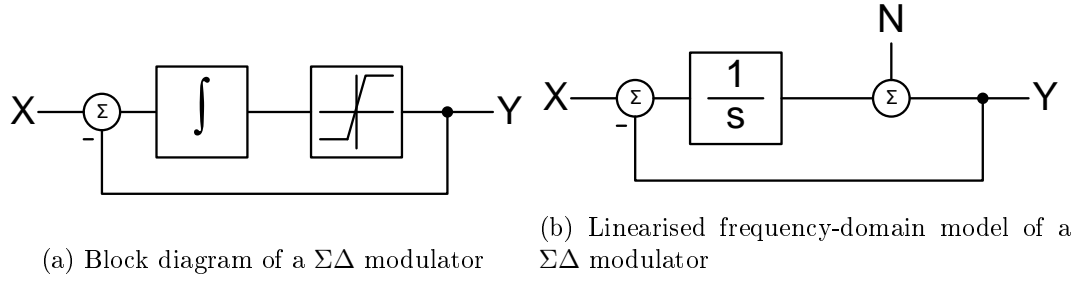 N
X Σ ∫ Y
−
X Σ 1/s Σ Y
−
(a) Block diagram of a ΣΔ modulator
(b) Linearised frequency-domain model of a
ΣΔ modulator